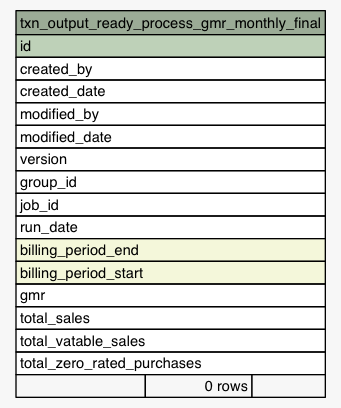 txn_output_ready_process_gmr_monthly_final
id
created_by
created_date
modified_by
modified_date
version
group_id
job_id
run_date
billing_period_end
billing_period_start
gmr
total_sales
total_vatable_sales
total_zero_rated_purchases
0 rows